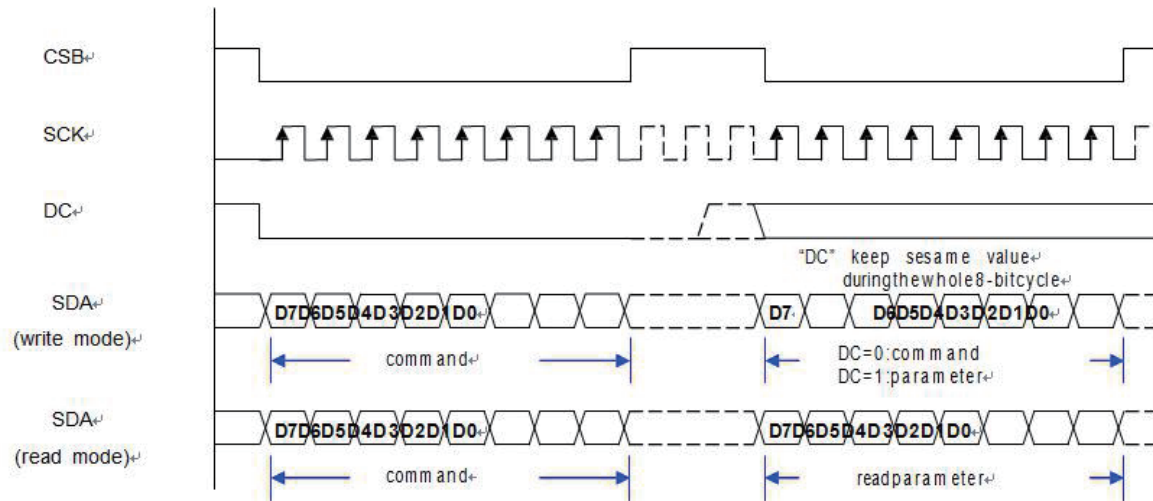 CSB↵
SCK↵
DC↵
"DC" keep sesame value↵
duringthewhole8-bitcycle↵
SDA↵
(write mode)↵
D7D6D5D4D3D2D1D0↵
D7↵
D6D5D4D3D2D1D0↵
command↵
DC=0:command
DC=1:parameter↵
SDA↵
(read mode)↵
D7D6D5D4D3D2D1D0↵
D7D6D5D4D3D2D1D0↵
command↵
readparameter↵